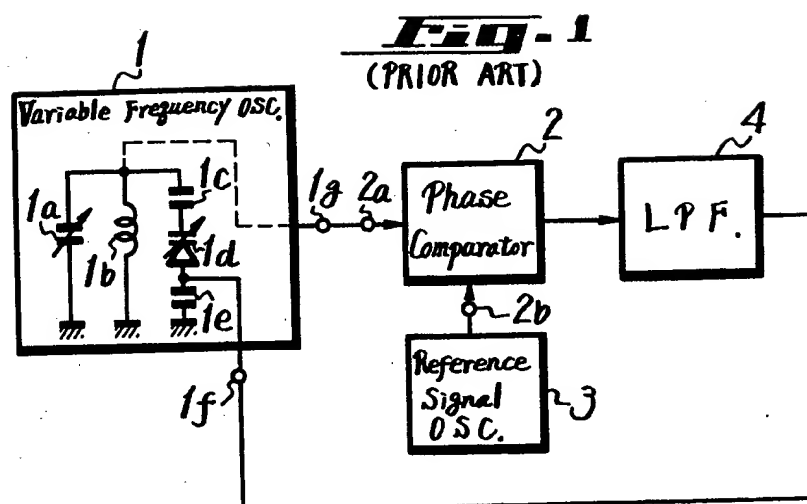 Fig-1
(PRIOR ART)
1
Variable Frequency OSC.
1a
1b
1c
1d
1e
1f
1g
2a
2
Phase
Comparator
2b
4
L.P.F.
Reference
Signal
OSC.
3